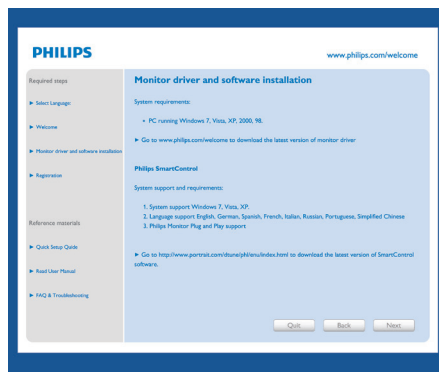 PHILIPS
www.philips.com/welcome
Required steps
▶ Select Language
▶ Welcome
▶ Monitor driver and software installation
▶ Registration
Reference materials
▶ Quick Setup Quide
▶ Read User Manual
▶ FAQ & Troubleshooting
Monitor driver and software installation
System requirements:
• PC running Windows 7, Vista, XP, 2000, 98.
▶ Go to www.philips.com/welcome to download the latest version of monitor driver
Philips SmartControl
System support and requirements:
1. System support Windows 7, Vista, XP.
2. Language support English, German, Spanish, French, Italian, Russian, Portuguese, Simplified Chinese
3. Philips Monitor Plug and Play support
▶ Go to http://www.portrait.com/dtune/phl/enu/index.html to download the latest version of SmartControl
software.
Quit Back Next